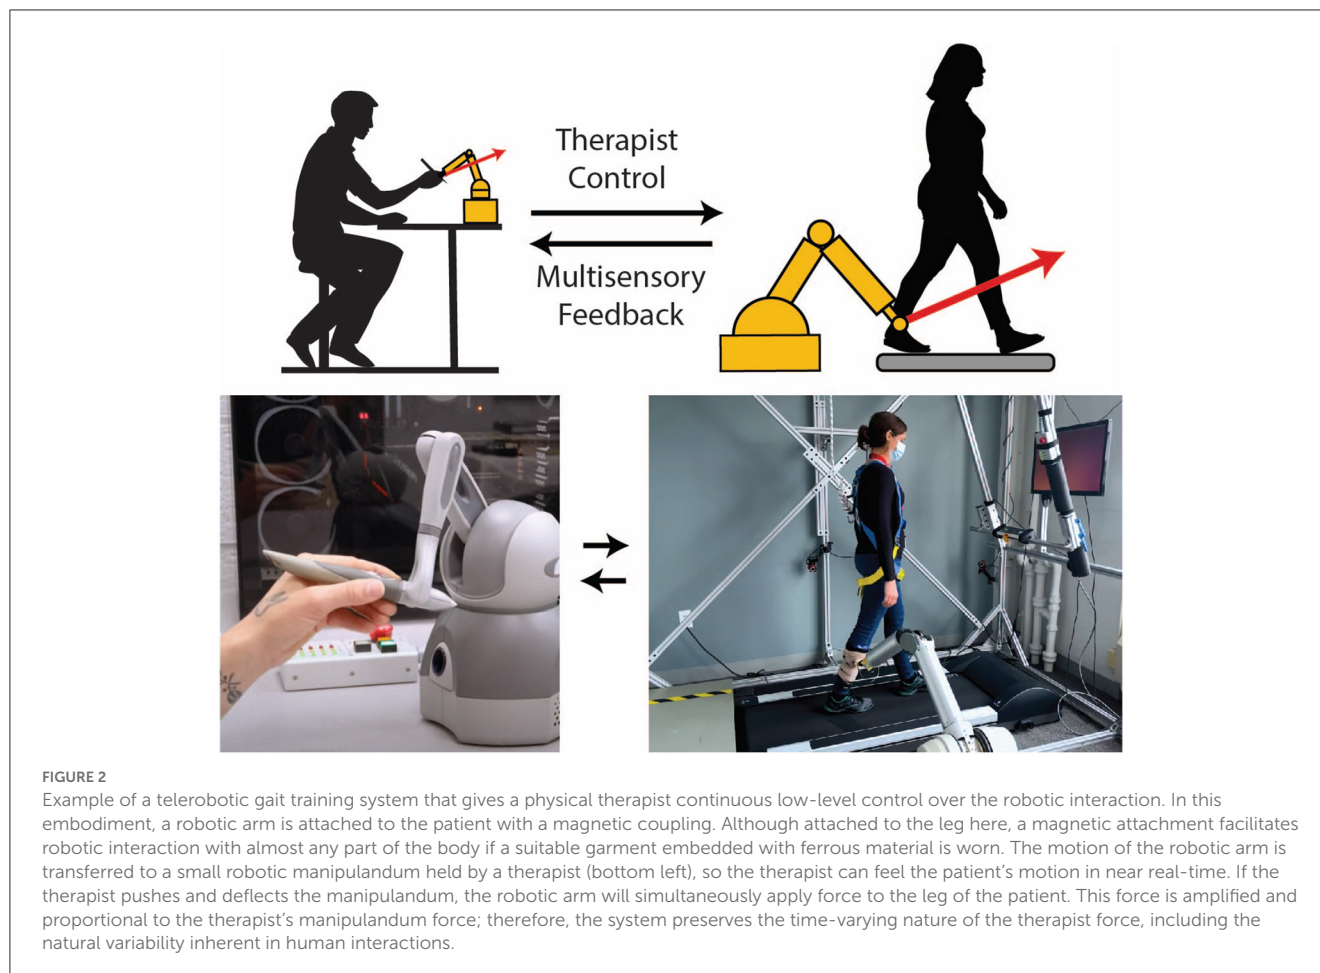 Therapist
Control
Multisensory
Feedback
FIGURE 2
Example of a telerobotic gait training system that gives a physical therapist continuous low-level control over the robotic interaction. In this
embodiment, a robotic arm is attached to the patient with a magnetic coupling. Although attached to the leg here, a magnetic attachment facilitates
robotic interaction with almost any part of the body if a suitable garment embedded with ferrous material is worn. The motion of the robotic arm is
transferred to a small robotic manipulandum held by a therapist (bottom left), so the therapist can feel the patient’s motion in near real-time. If the
therapist pushes and deflects the manipulandum, the robotic arm will simultaneously apply force to the leg of the patient. This force is amplified and
proportional to the therapist’s manipulandum force; therefore, the system preserves the time-varying nature of the therapist force, including the
natural variability inherent in human interactions.